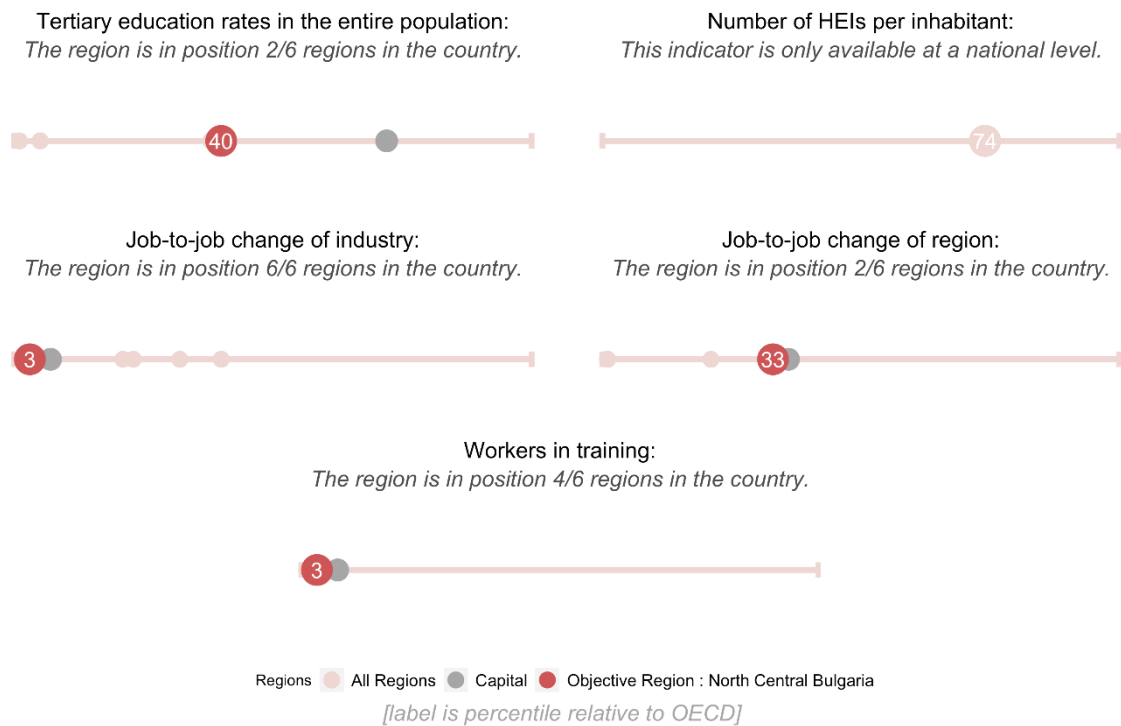 Tertiary education rates in the entire population:
The region is in position 2/6 regions in the country.
40
Number of HEIs per inhabitant:
This indicator is only available at a national level.
74
Job-to-job change of industry:
The region is in position 6/6 regions in the country.
3
Job-to-job change of region:
The region is in position 2/6 regions in the country.
33
Workers in training:
The region is in position 4/6 regions in the country.
3
Regions All Regions Capital Objective Region : North Central Bulgaria
[label is percentile relative to OECD]